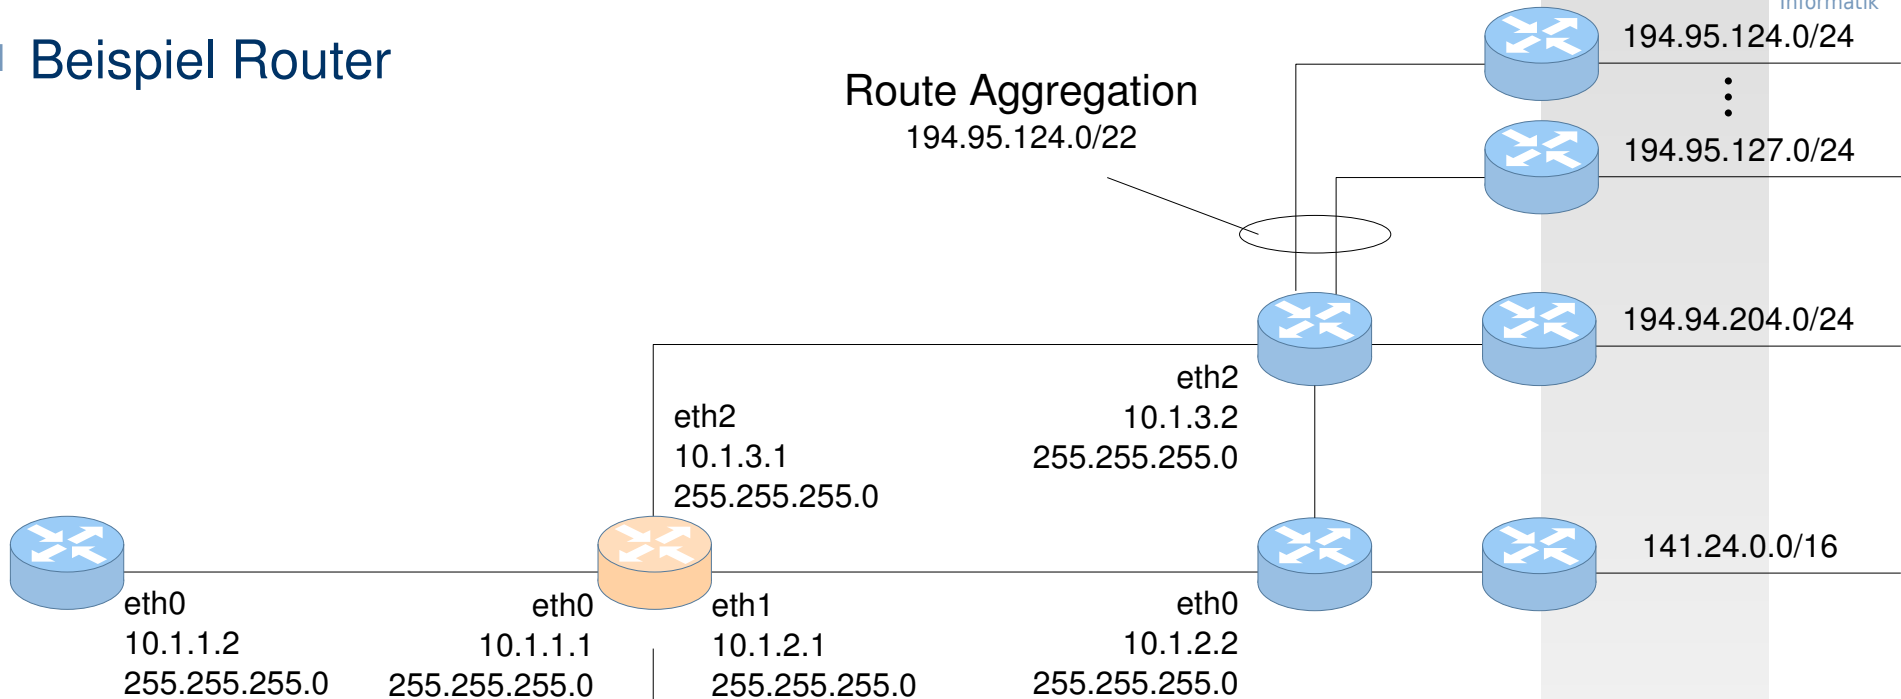 Informatik
Beispiel Router
194.95.124.0/24
Route Aggregation
194.95.124.0/22
194.95.127.0/24
194.94.204.0/24
eth2
10.1.3.2
255.255.255.0
eth2
10.1.3.1
255.255.255.0
141.24.0.0/16
eth0
10.1.1.2
255.255.255.0
eth0
10.1.1.1
255.255.255.0
eth1
10.1.2.1
255.255.255.0
eth0
10.1.2.2
255.255.255.0